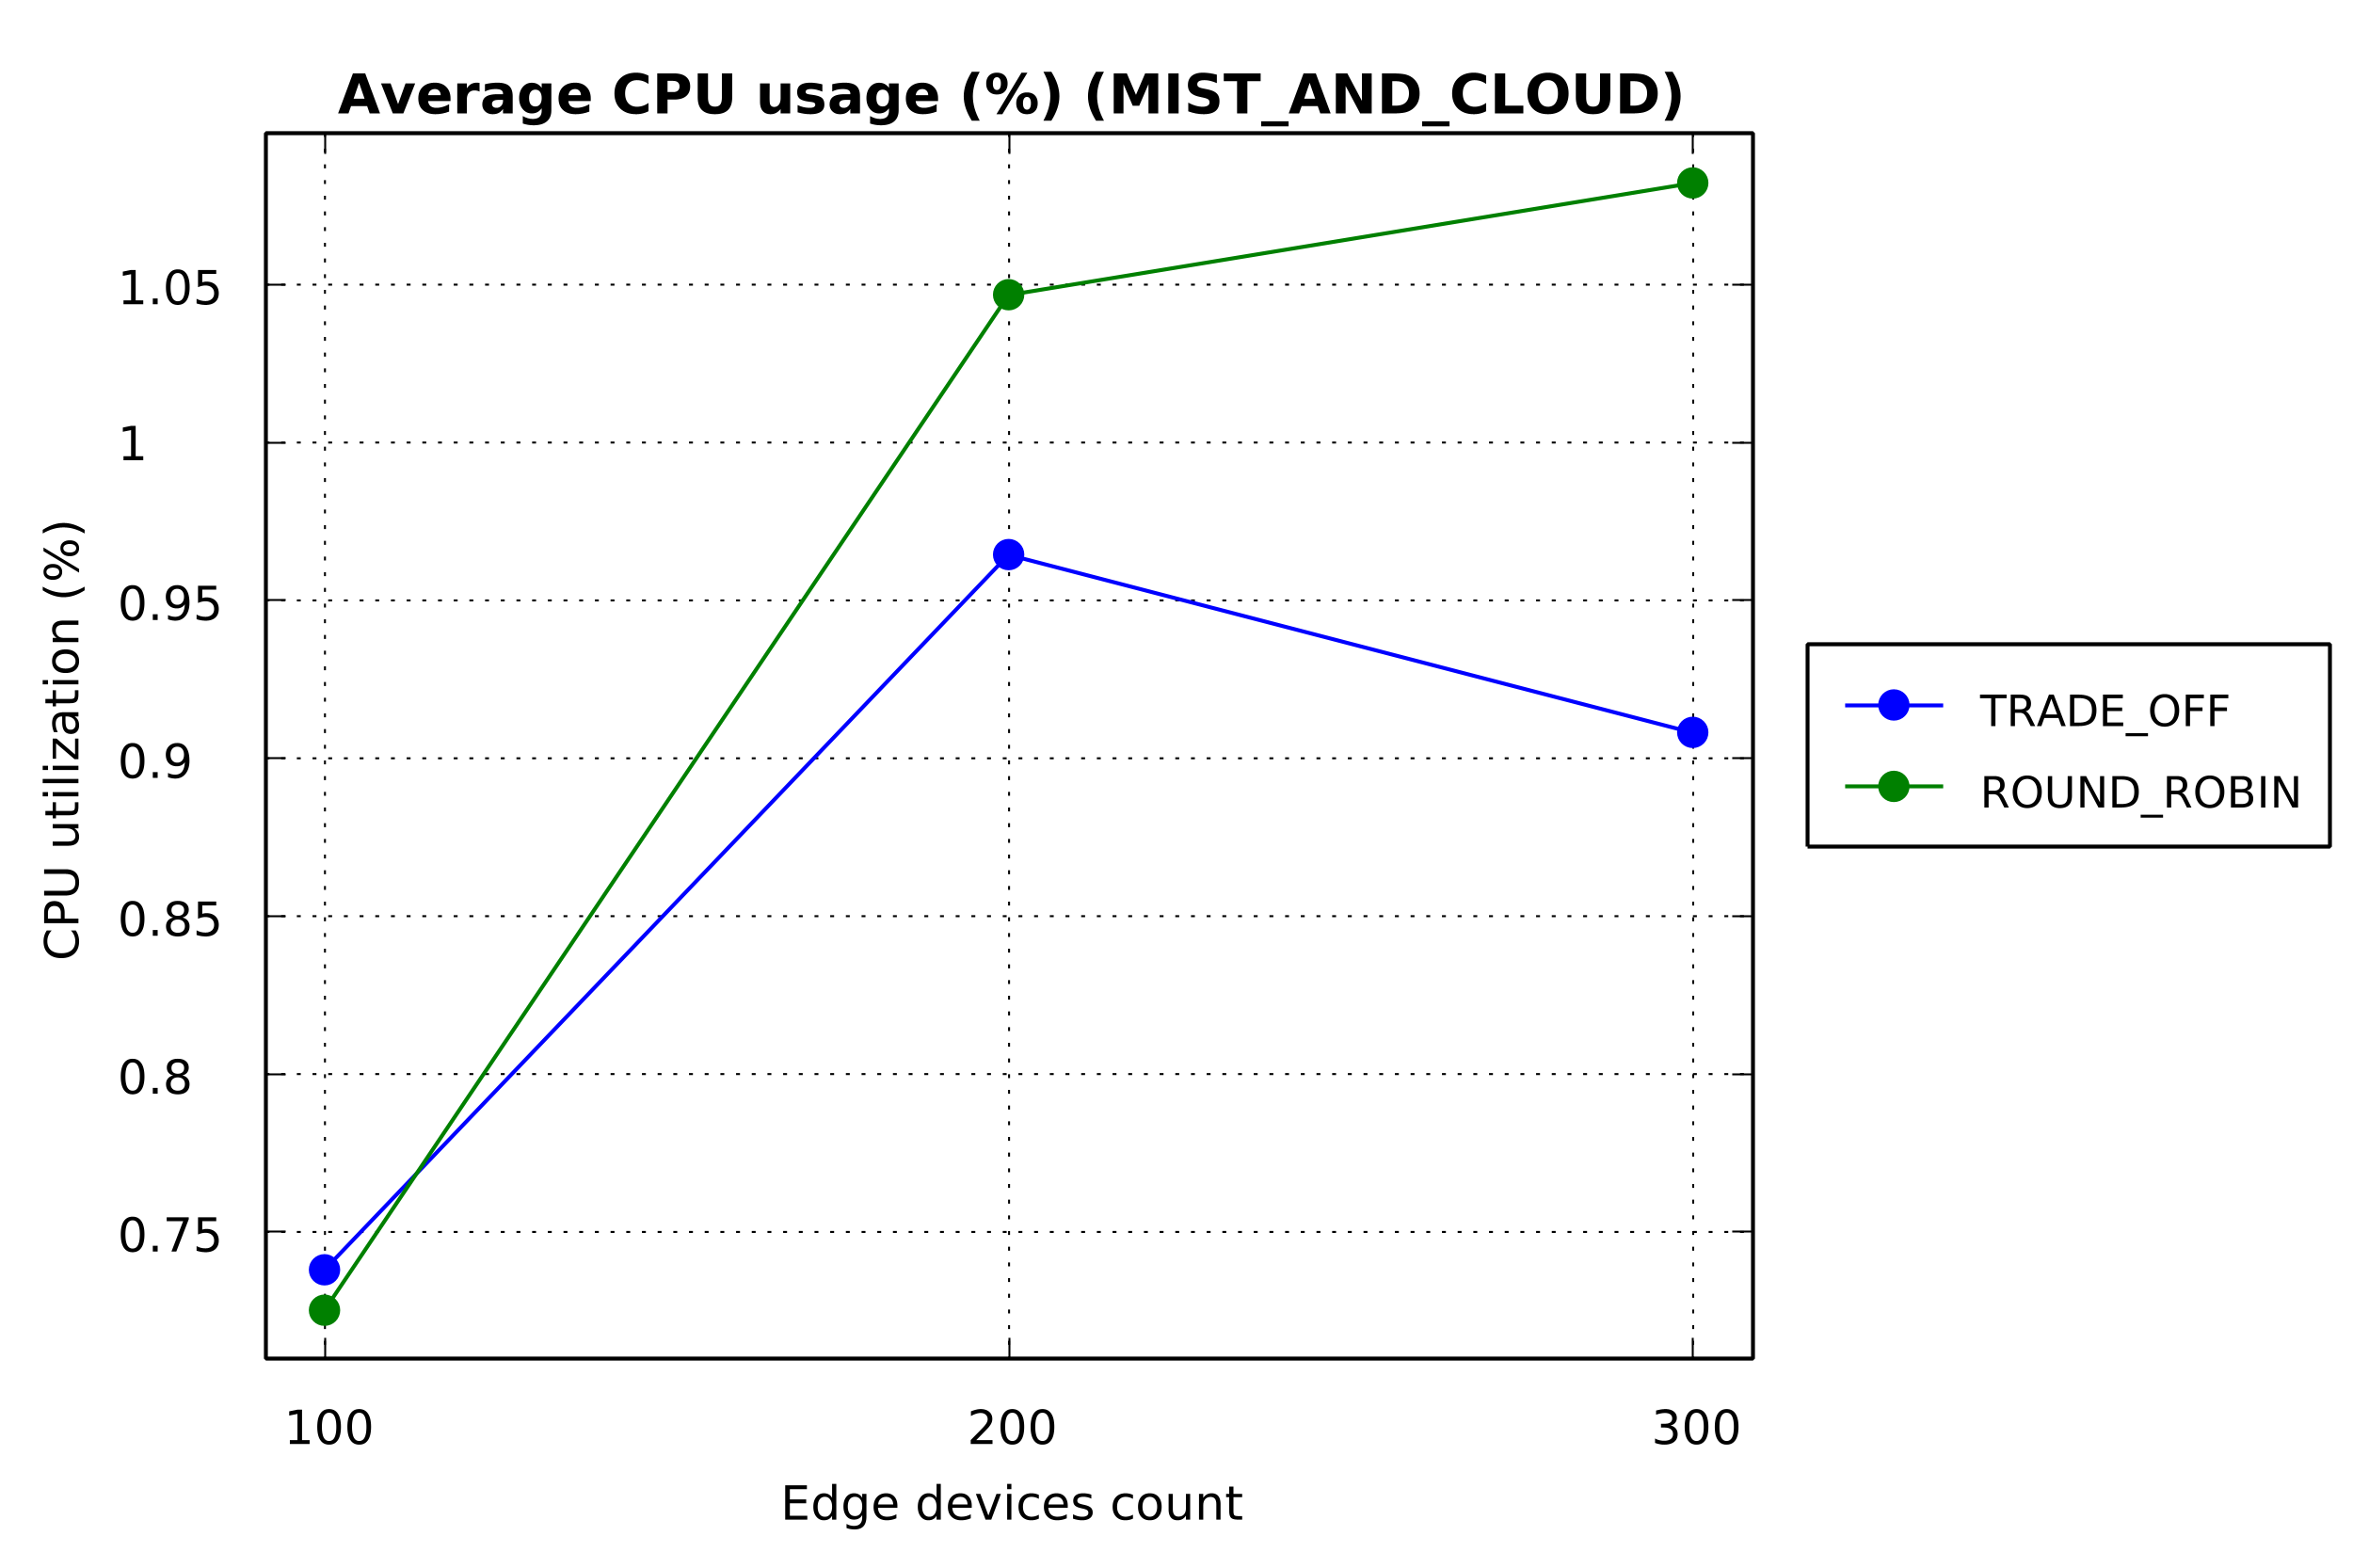 Average CPU usage (%) (MIST_AND_CLOUD)
1.05
1
0.95
0.9
0.85
0.8
0.75
CPU utilization (%)
100
200
300
Edge devices count
TRADE_OFF
ROUND_ROBIN